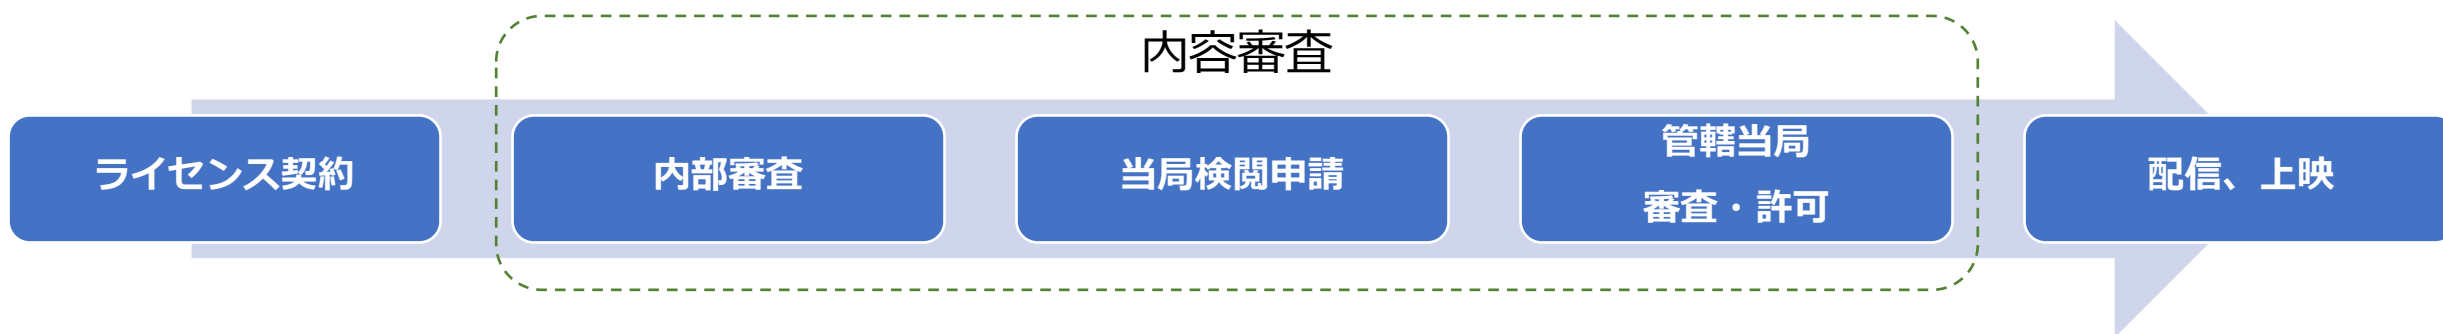 内容審査
ライセンス契約
内部審査
当局検閲申請
管轄当局
審査・許可
配信、上映